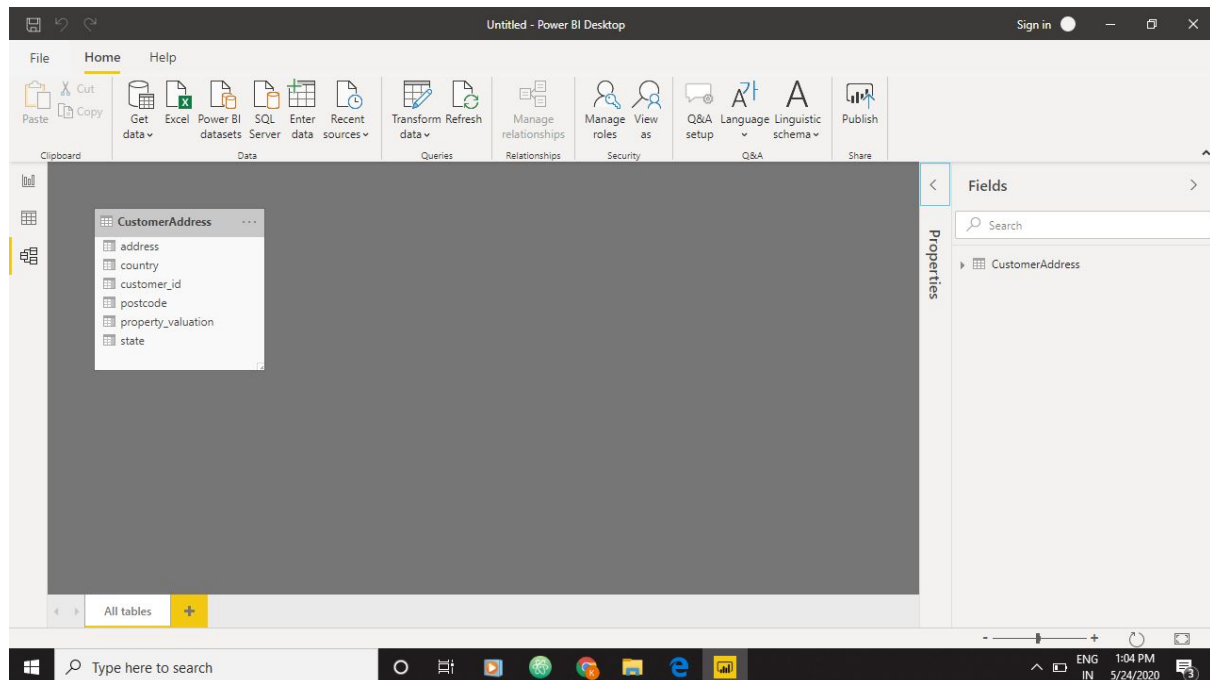 Untitled - Power BI Desktop
Sign in
File Home Help
Paste
Cut
Copy
Get data
Excel
Power BI datasets
SQL Server
Enter data
Recent sources
Transform data
Refresh
Manage relationships
Manage roles
View as
Q&A setup
Language
Linguistic schema
Publish
Clipboard
Data
Queries
Relationships
Security
Q&A
Share
CustomerAddress
address
country
customer_id
postcode
property_valuation
state
Properties
Fields
Search
CustomerAddress
All tables
Type here to search
ENG
IN
1:04 PM
5/24/2020
3